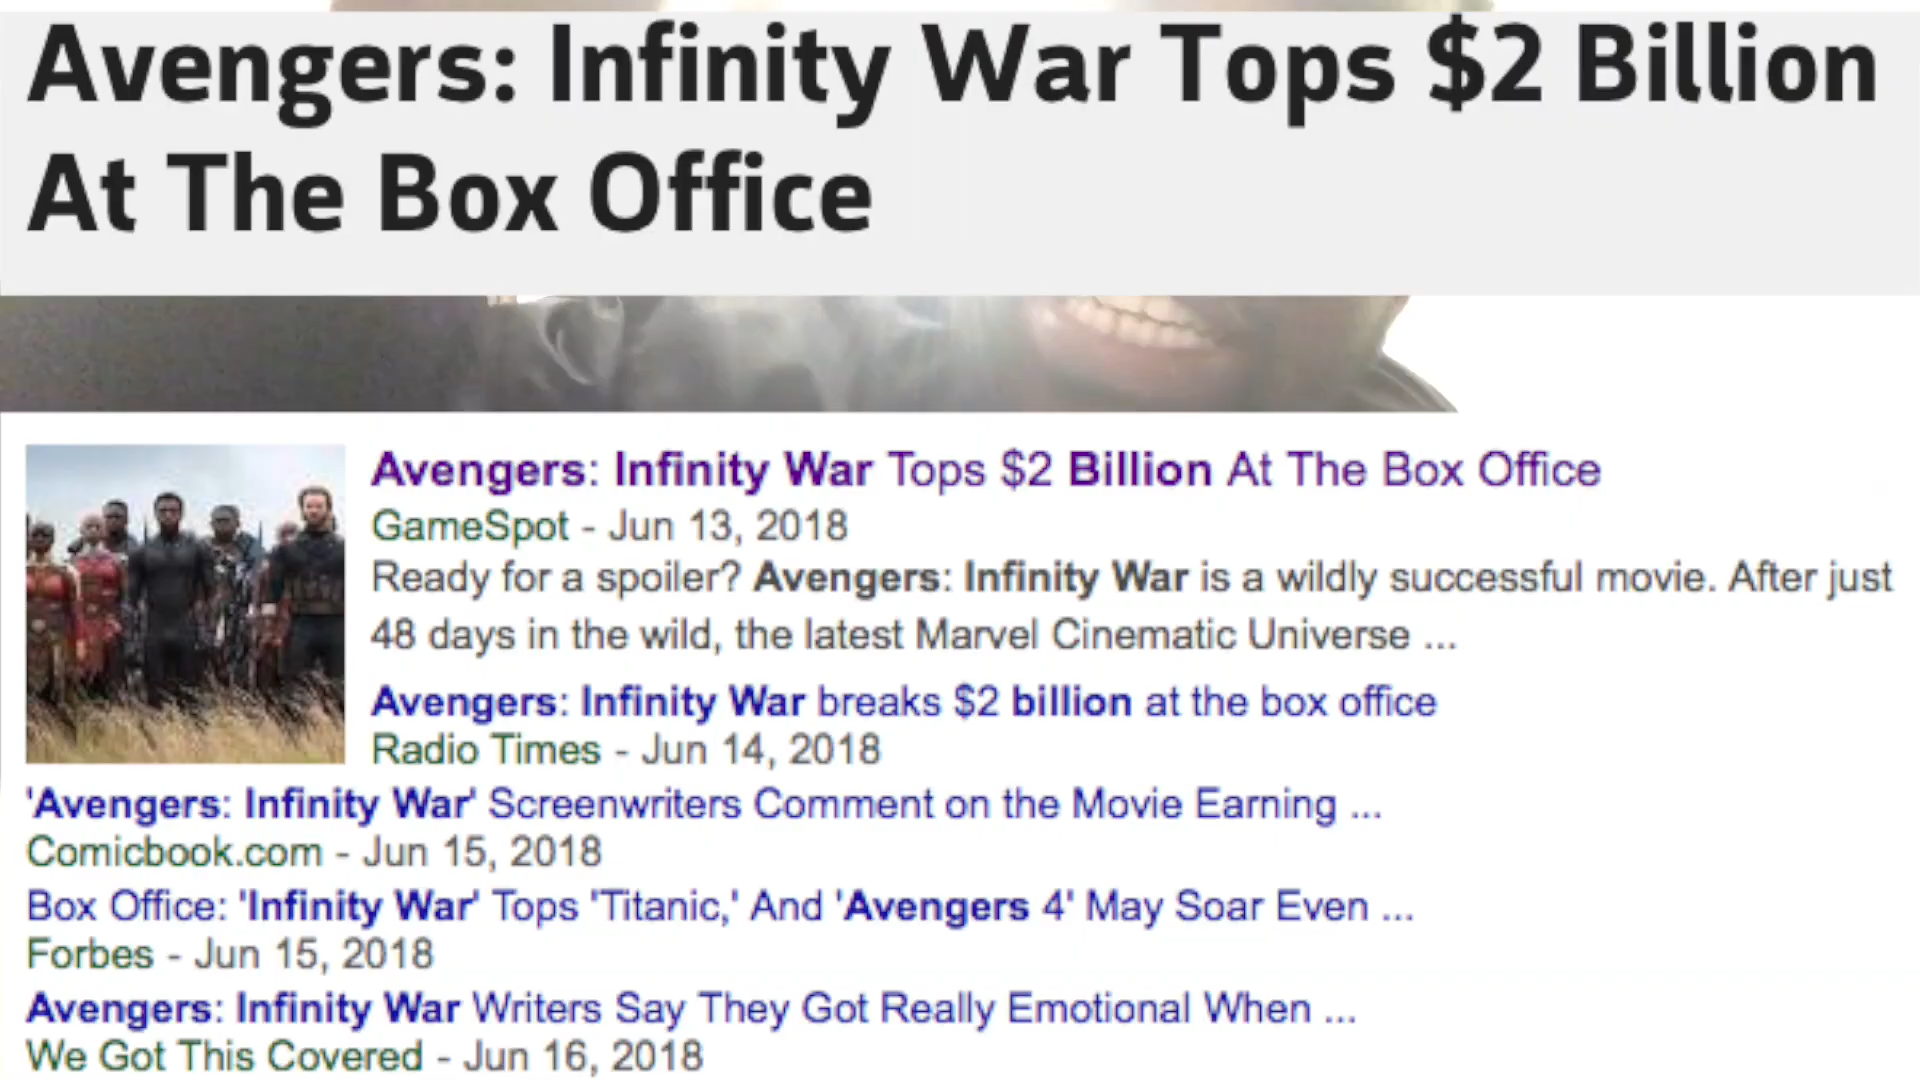 Avengers: Infinity War Tops $2 Billion
At The Box Office
Avengers: Infinity War Tops $2 Billion At The Box Office
GameSpot - Jun 13, 2018
Ready for a spoiler? Avengers: Infinity War is a wildly successful movie. After just
48 days in the wild, the latest Marvel Cinematic Universe ...
Avengers: Infinity War breaks $2 billion at the box office
Radio Times - Jun 14, 2018
'Avengers: Infinity War' Screenwriters Comment on the Movie Earning ...
Comicbook.com - Jun 15, 2018
Box Office: 'Infinity War' Tops 'Titanic,' And 'Avengers 4' May Soar Even ...
Forbes - Jun 15, 2018
Avengers: Infinity War Writers Say They Got Really Emotional When ...
We Got This Covered - Jun 16, 2018